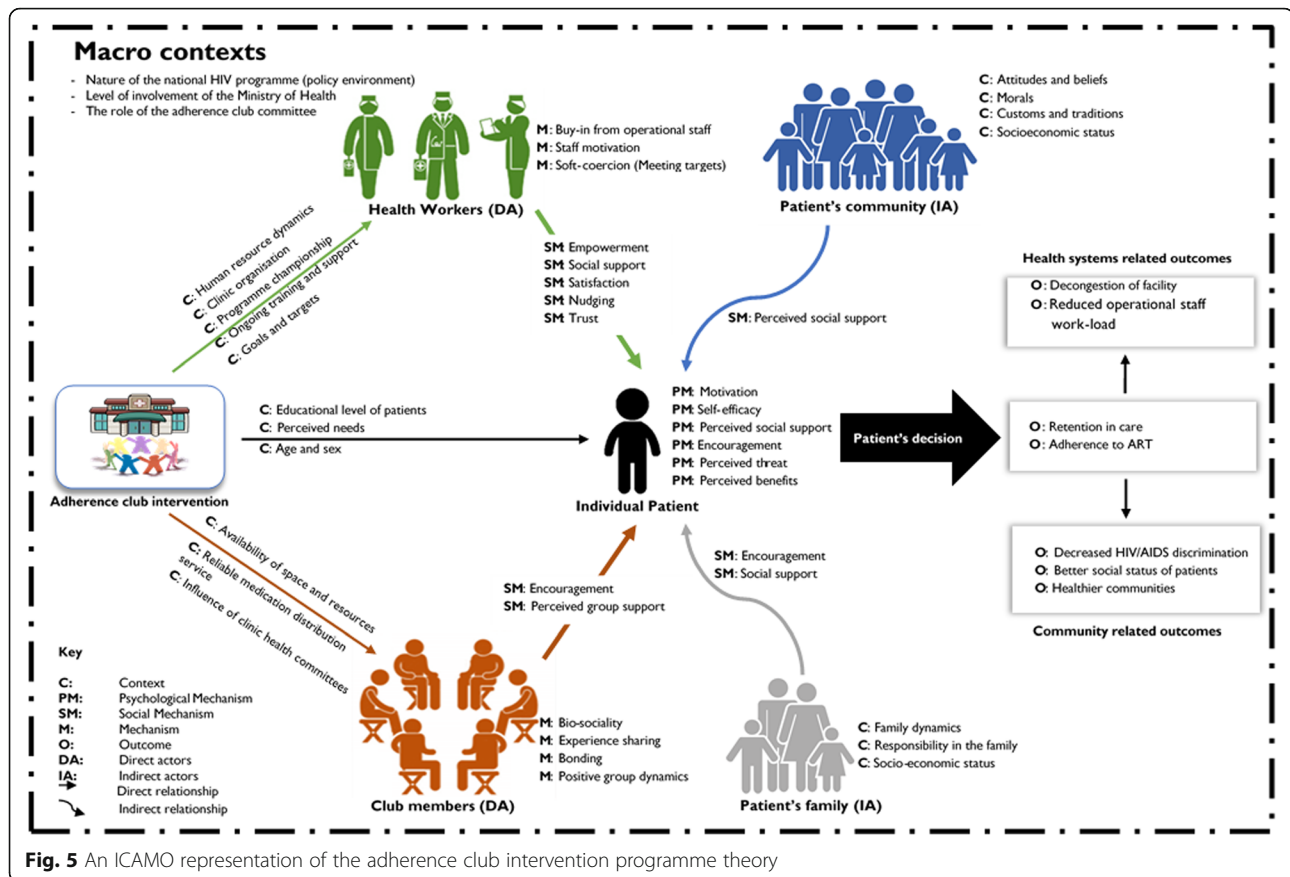 Macro contexts
- Nature of the national HIV programme (policy environment)
- Level of involvement of the Ministry of Health
- The role of the adherence club committee
M: Buy-in from operational staff
M: Staff motivation
M: Soft-coercion (Meeting targets)
Health Workers (DA)
C: Attitudes and beliefs
C: Morals
C: Customs and traditions
C: Socioeconomic status
Patient's community (IA)
C: Human resource dynamics
C: Clinic organisation
C: Programme championship
C: Ongoing training and support
C: Goals and targets
SM: Empowerment
SM: Social support
SM: Satisfaction
SM: Nudging
SM: Trust
SM: Perceived social support
Adherence club intervention
C: Educational level of patients
C: Perceived needs
C: Age and sex
PM: Motivation
PM: Self-efficacy
PM: Perceived social support
PM: Encouragement
PM: Perceived threat
PM: Perceived benefits
Individual Patient
Patient's decision
Health systems related outcomes
O: Decongestion of facility
O: Reduced operational staff
work-load
O: Retention in care
O: Adherence to ART
O: Decreased HIV/AIDS discrimination
O: Better social status of patients
O: Healthier communities
Community related outcomes
C: Availability of space and resources
C: Reliable medication distribution
service
C: Influence of clinic health committees
SM: Encouragement
SM: Perceived group support
SM: Encouragement
SM: Social support
M: Bio-sociality
M: Experience sharing
M: Bonding
M: Positive group dynamics
Club members (DA)
C: Family dynamics
C: Responsibility in the family
C: Socio-economic status
Patient's family (IA)
Key
C: Context
PM: Psychological Mechanism
SM: Social Mechanism
M: Mechanism
O: Outcome
DA: Direct actors
IA: Indirect actors
Direct relationship
Indirect relationship
Fig. 5 An ICAMO representation of the adherence club intervention programme theory